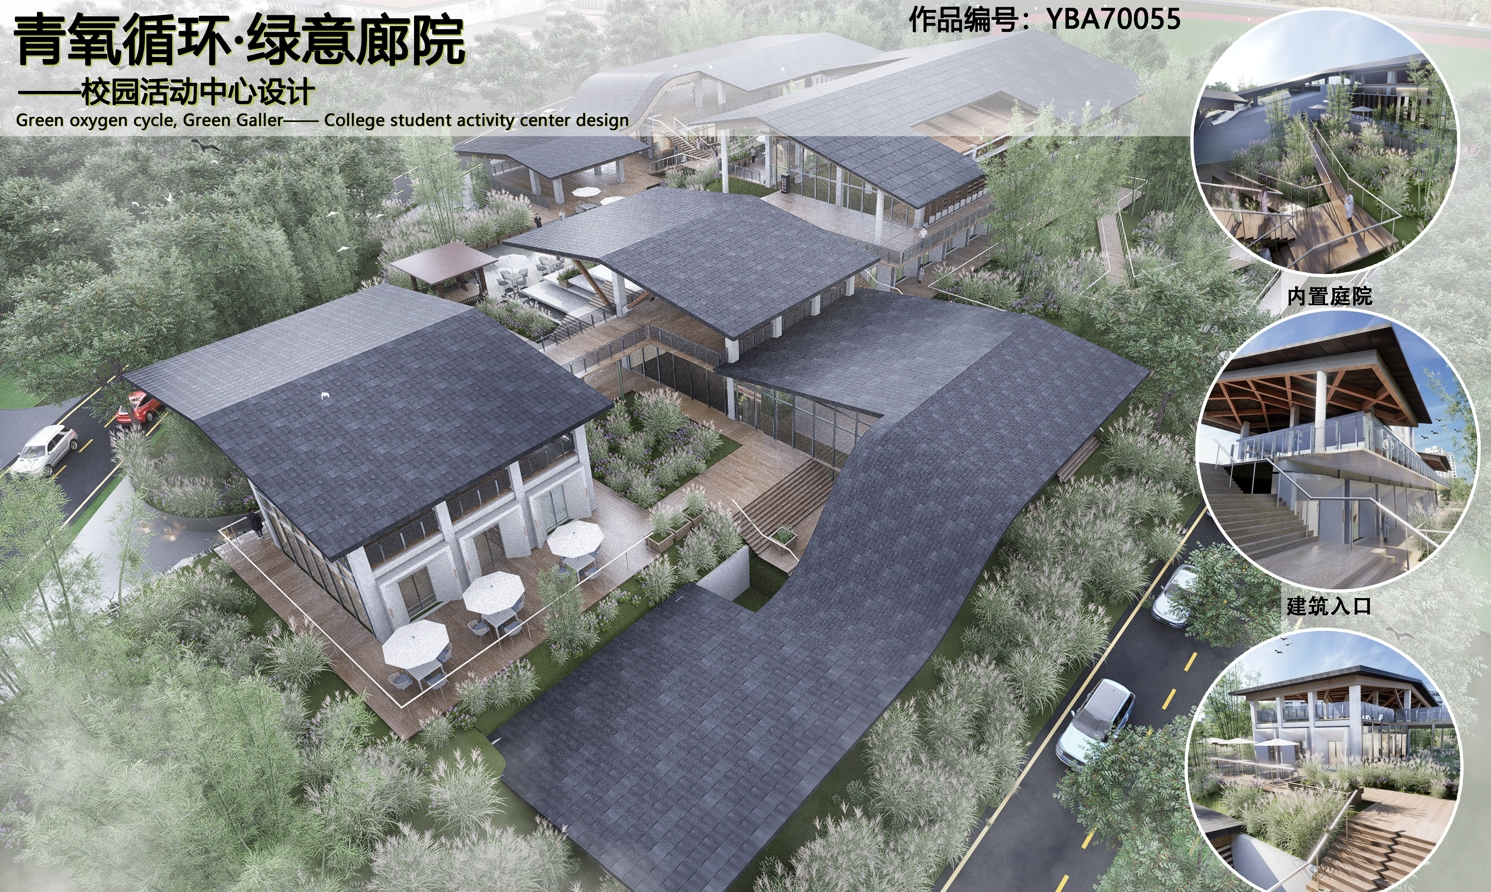 青氧循环·绿意廊院
作品编号：YBA70055
——校园活动中心设计
Green oxygen cycle, Green Galler—— College student activity center design
内置庭院
建筑入口